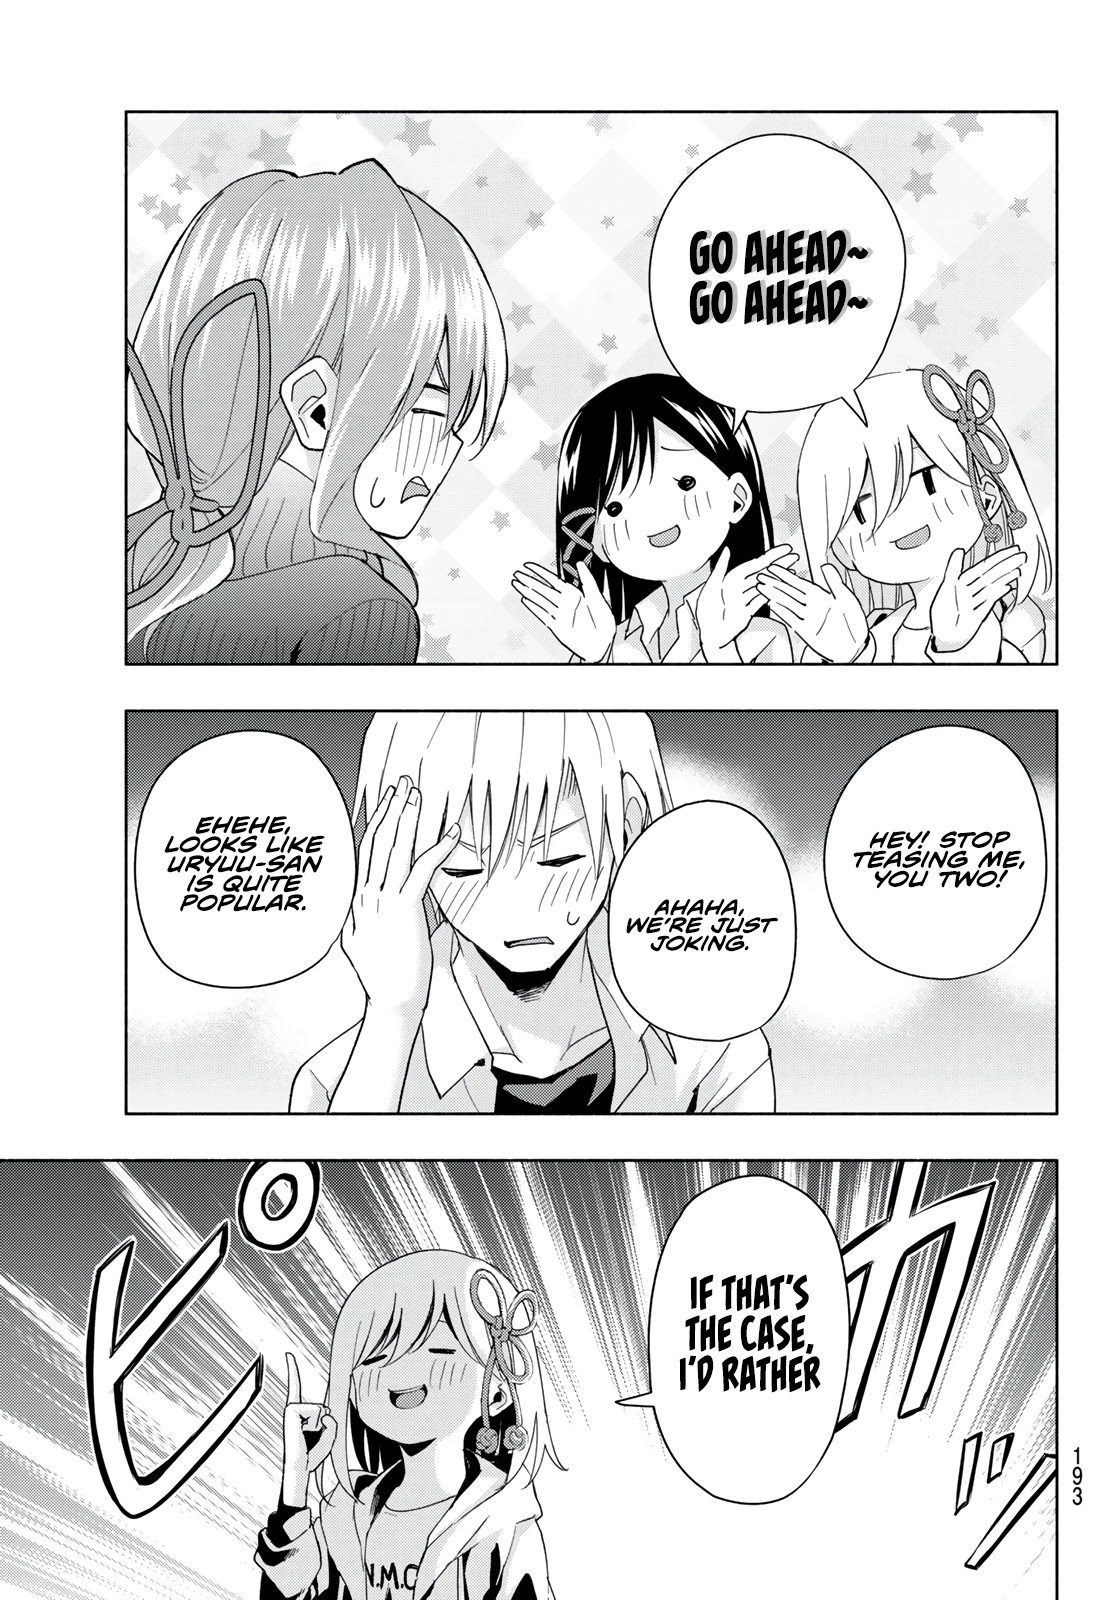 GO AHEAD~
GO AHEAD~
HEY! STOP
TEASING ME,
YOU TWO!
AHAHA,
WE'RE JUST
JOKING.
EHEHE,
LOOKS LIKE
URYUU-SAN
IS QUITE
POPULAR.
IF THAT'S
THE CASE,
I'D RATHER
ピカッ
N.M.C
193